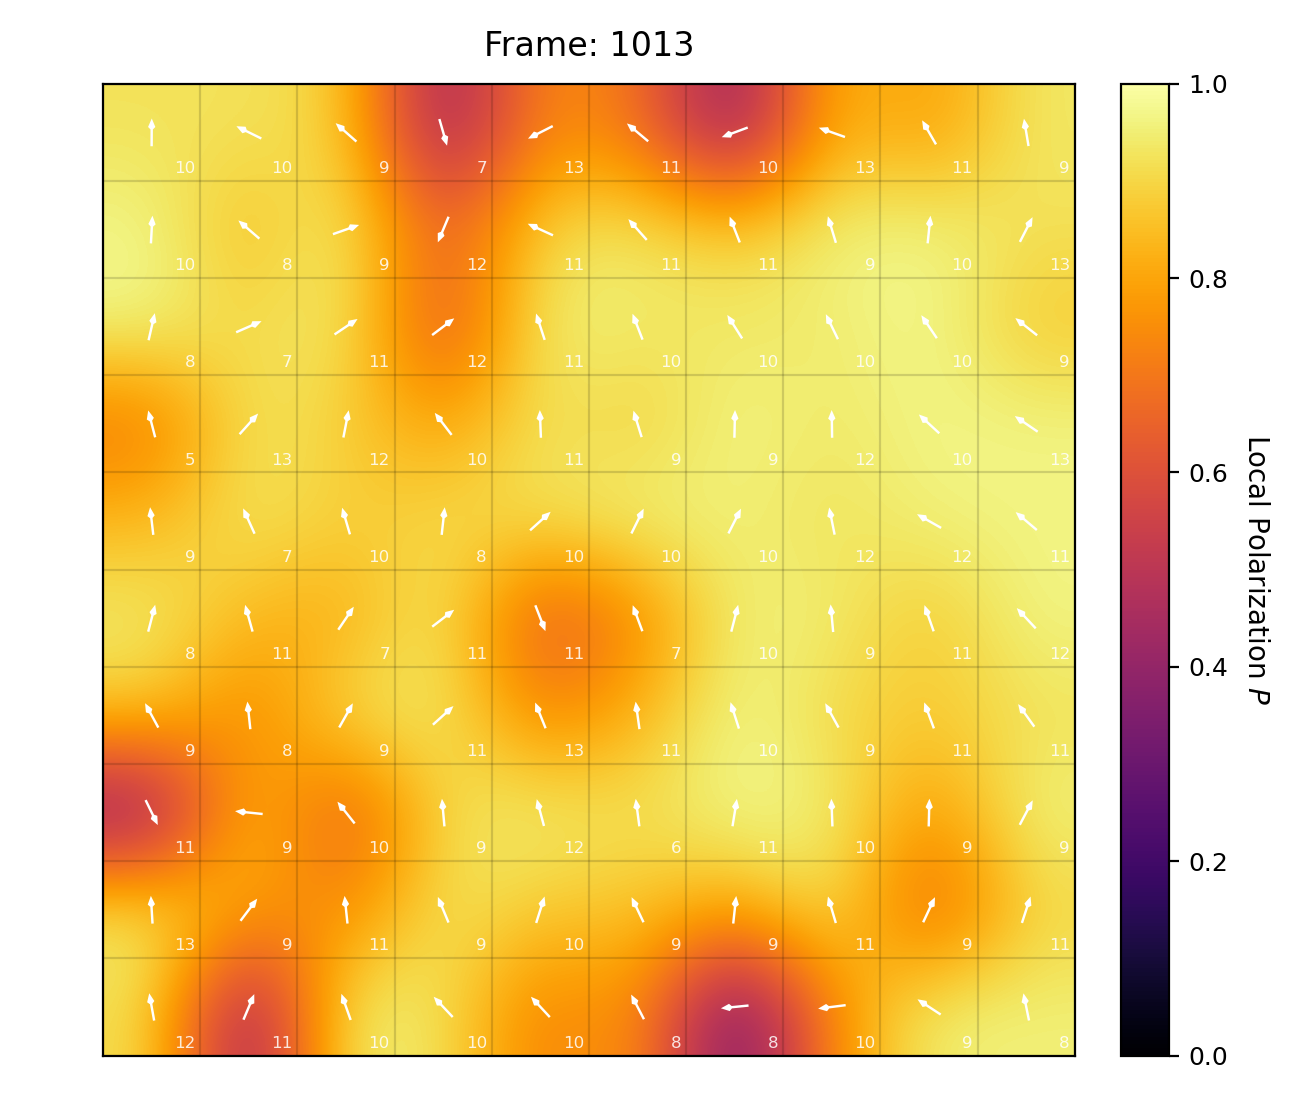 Frame: 1013
10 10 9 7 13 11 10 13 11 9
10 8 9 12 11 11 11 9 10 13
8 7 11 12 11 10 10 10 10 9
5 13 12 10 11 9 9 12 10 13
9 7 10 8 10 10 10 12 12 11
8 11 7 11 11 7 10 9 11 12
9 8 9 11 13 11 10 9 11 11
11 9 10 9 12 6 11 10 9 9
13 9 11 9 10 9 9 11 9 11
12 11 10 10 10 8 8 10 9 8
1.0
0.8
0.6
0.4
0.2
0.0
Local Polarization P